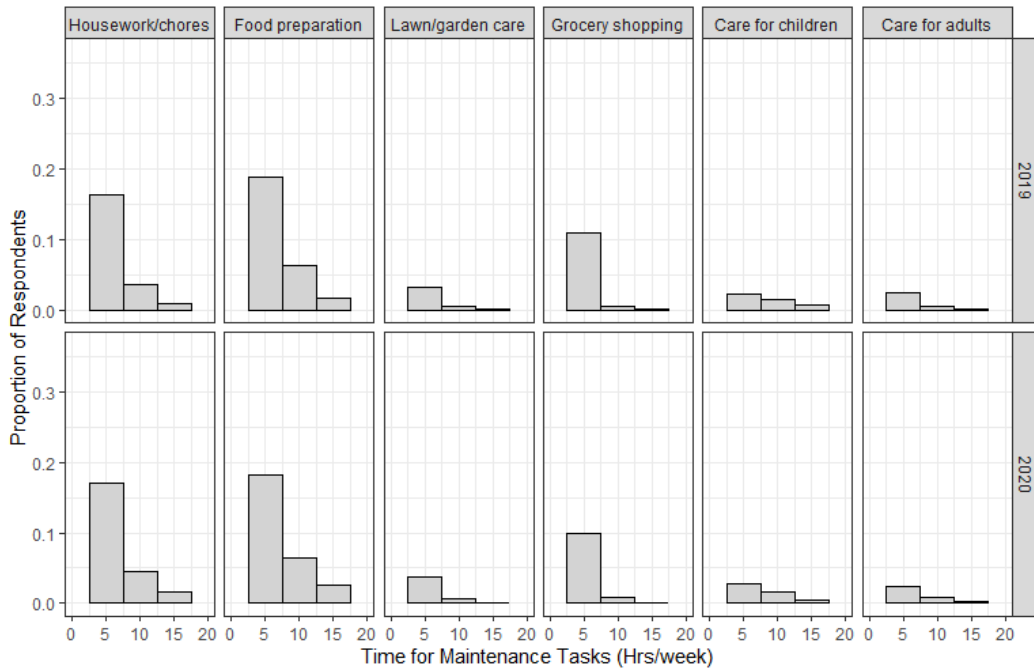 Housework/chores Food preparation Lawn/garden care Grocery shopping Care for children Care for adults
Proportion of Respondents
0.3
0.2
0.1
0.0
2019
0.3
0.2
0.1
0.0
2020
0 5 10 15 20 0 5 10 15 20 0 5 10 15 20 0 5 10 15 20 0 5 10 15 20 0 5 10 15 20
Time for Maintenance Tasks (Hrs/week)